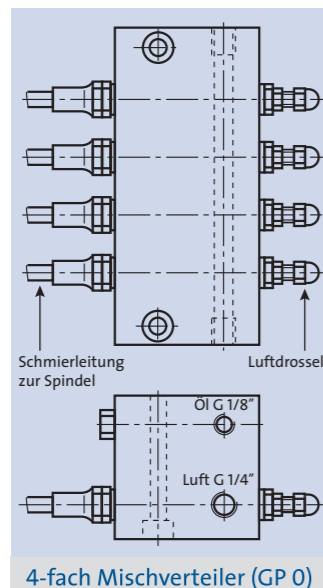 Schmierleitung
zur Spindel
Luftdrossel
Öl G 1/8”
Luft G 1/4”
4-fach Mischverteiler (GP 0)